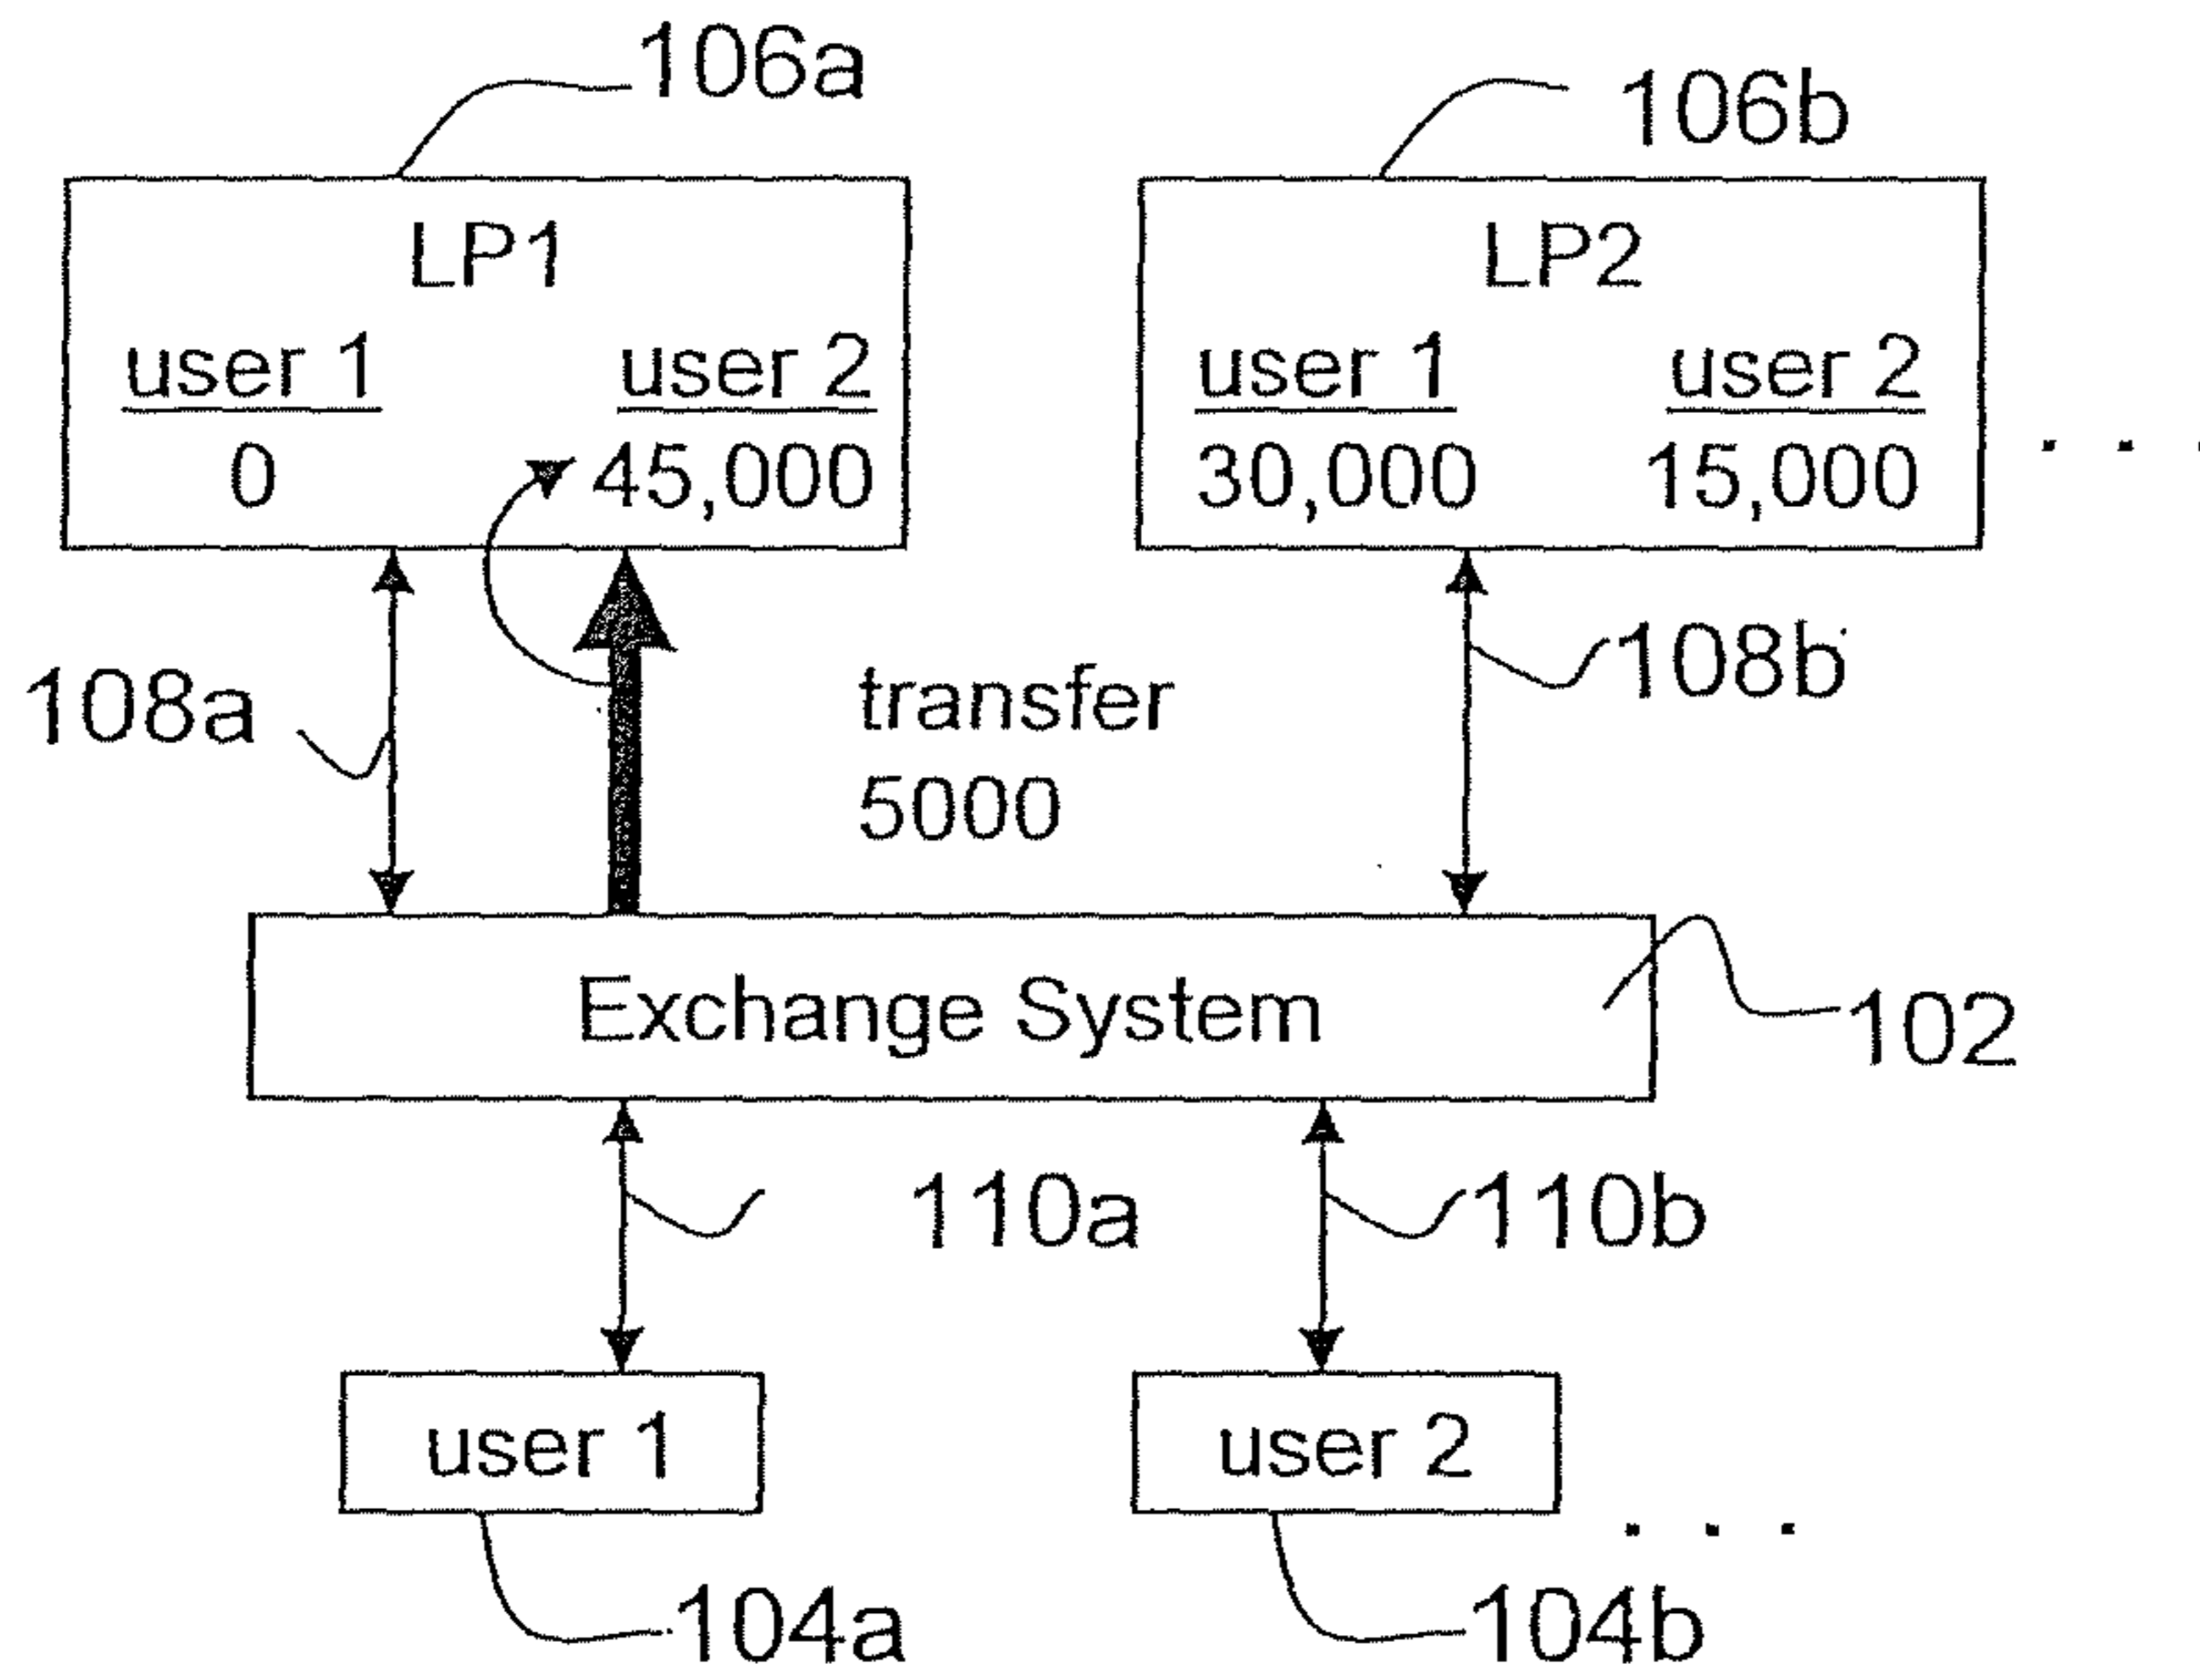 106a
106b
LP1
user 1 user 2
0 45,000
LP2
user 1 user 2
30,000 15,000
. . .
108a
transfer
5000
108b
Exchange System
102
110a
110b
user 1
user 2
. . .
104a
104b